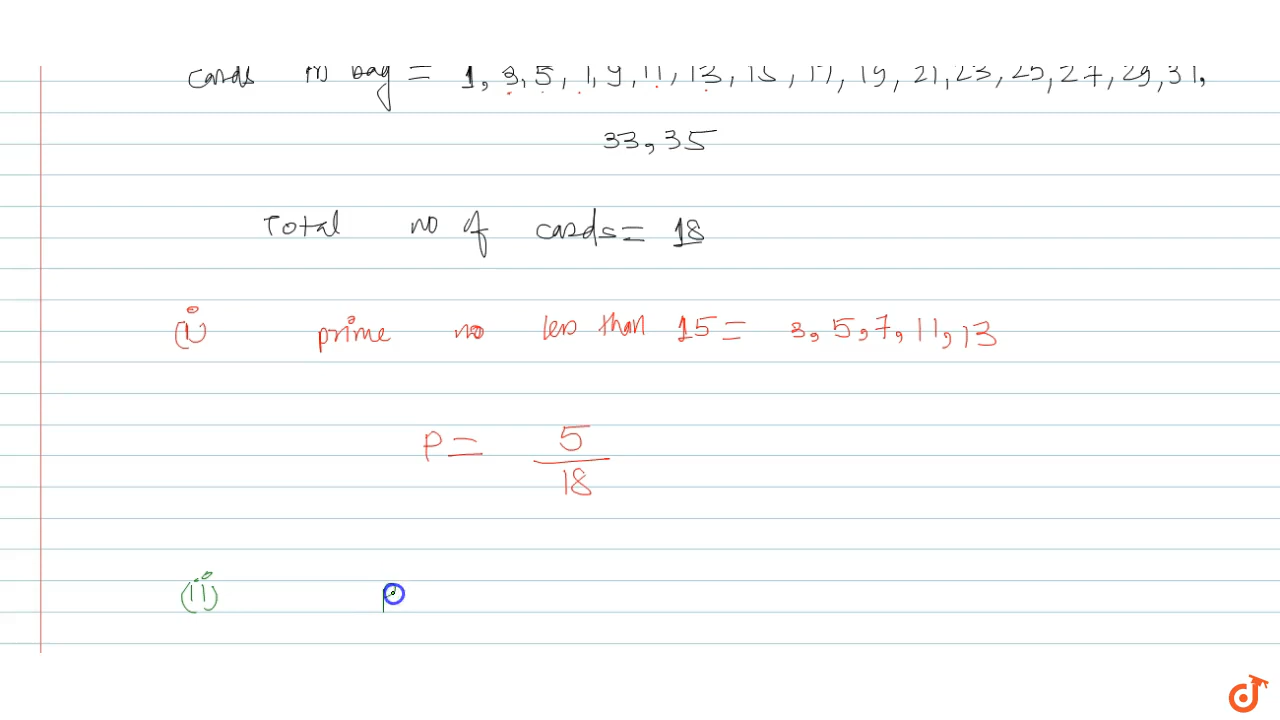 cards in bag = 1, 3, 5, 7, 9, 11, 13, 15, 17, 19, 21, 23, 25, 27, 29, 31,
33, 35
Total no of cards = 18
(i) prime no less than 15 = 3, 5, 7, 11, 13
P = 5
18
(ii) P